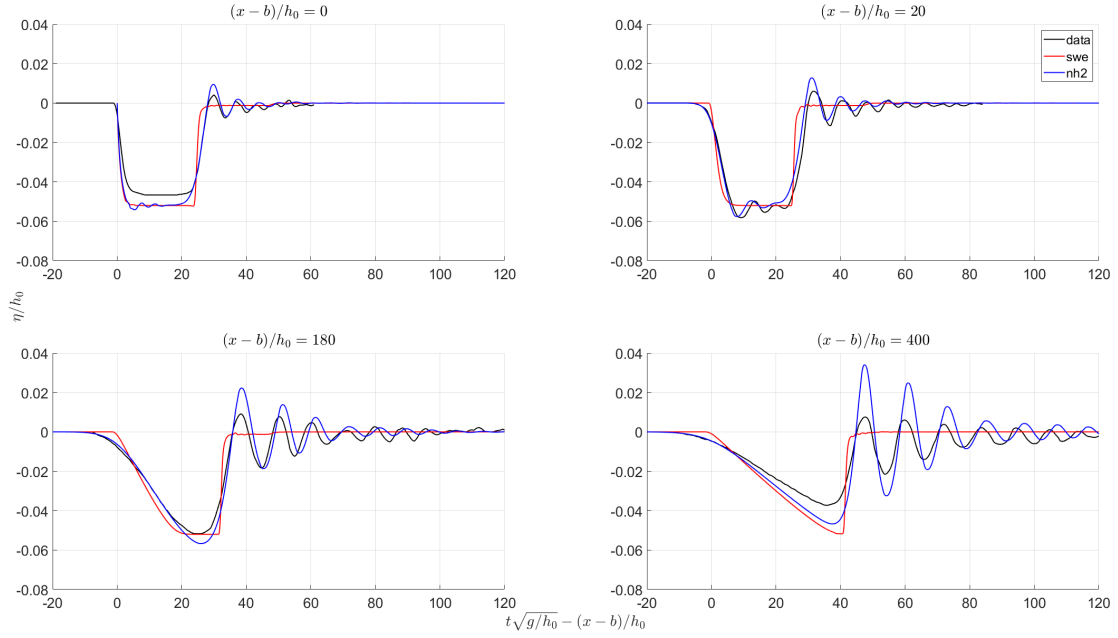 (x − b)/h₀ = 0
0.04
0.02
0
-0.02
-0.04
-0.06
-0.08
-20 0 20 40 60 80 100 120
(x − b)/h₀ = 20
0.04
0.02
0
-0.02
-0.04
-0.06
-0.08
-20 0 20 40 60 80 100 120
data
swe
nh2
η/h₀
(x − b)/h₀ = 180
0.04
0.02
0
-0.02
-0.04
-0.06
-0.08
-20 0 20 40 60 80 100 120
(x − b)/h₀ = 400
0.04
0.02
0
-0.02
-0.04
-0.06
-0.08
-20 0 20 40 60 80 100 120
t√(g/h₀) − (x − b)/h₀